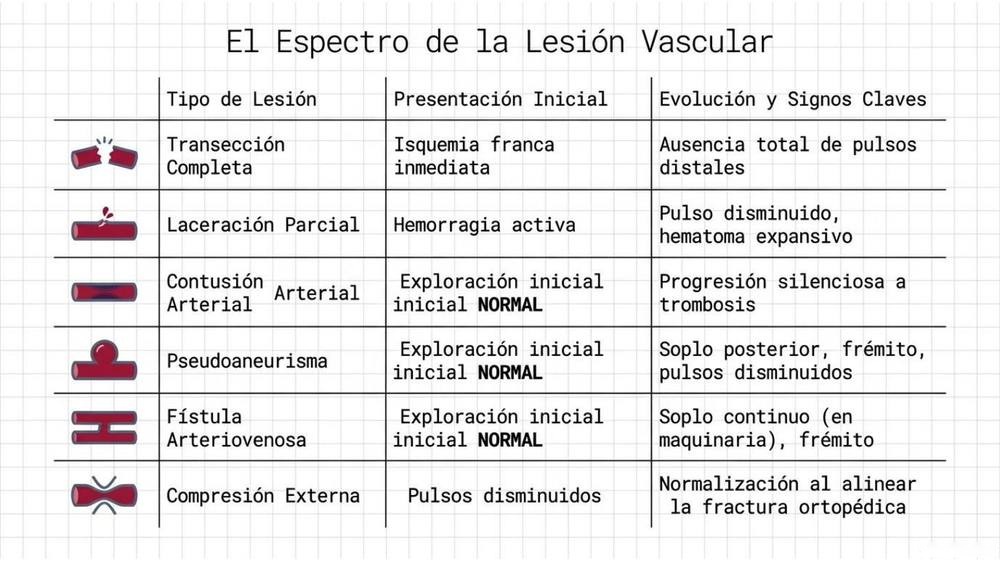 El Espectro de la Lesión Vascular
Tipo de Lesión
Presentación Inicial
Evolución y Signos Claves
Transección
Completa
Isquemia franca
inmediata
Ausencia total de pulsos
distales
Laceración Parcial
Hemorragia activa
Pulso disminuido,
hematoma expansivo
Contusión
Arterial Arterial
Exploración inicial
inicial NORMAL
Progresión silenciosa a
trombosis
Pseudoaneurisma
Exploración inicial
inicial NORMAL
Soplo posterior, frémito,
pulsos disminuidos
Fístula
Arteriovenosa
Exploración inicial
inicial NORMAL
Soplo continuo (en
maquinaria), frémito
Compresión Externa
Pulsos disminuidos
Normalización al alinear
la fractura ortopédica